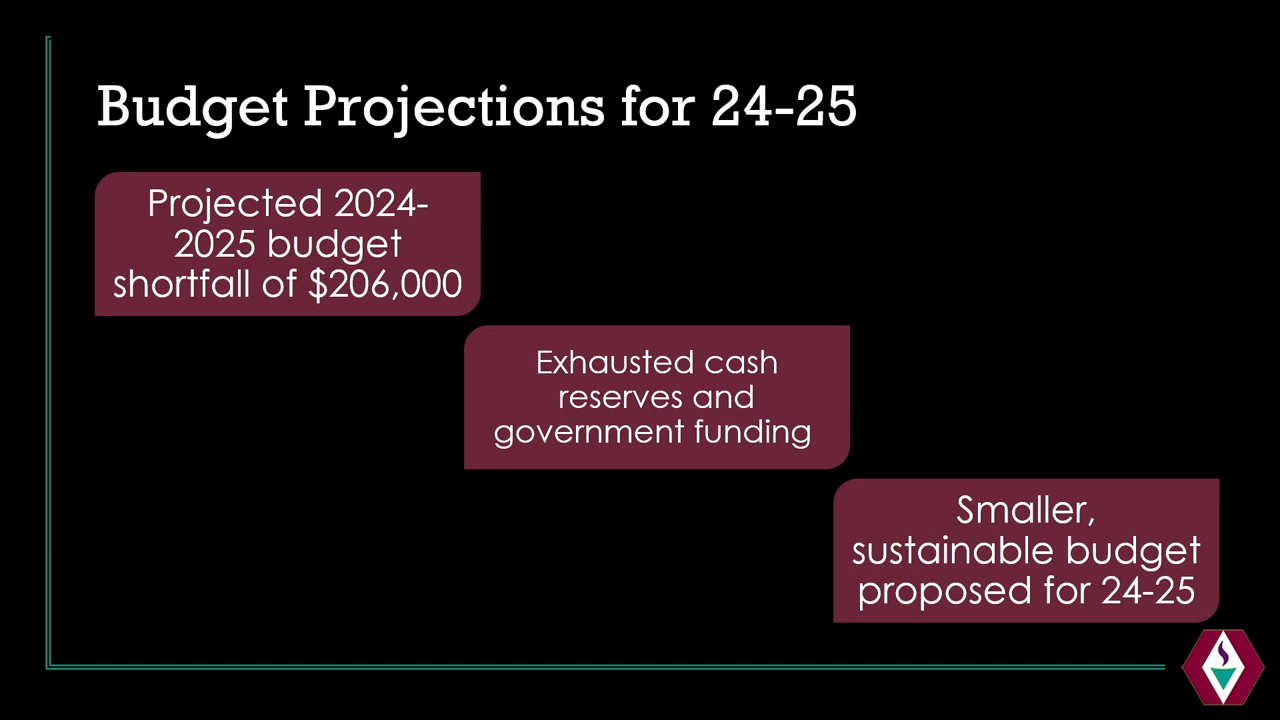 Budget Projections for 24-25
Projected 2024-
2025 budget
shortfall of $206,000
Exhausted cash
reserves and
government funding
Smaller,
sustainable budget
proposed for 24-25